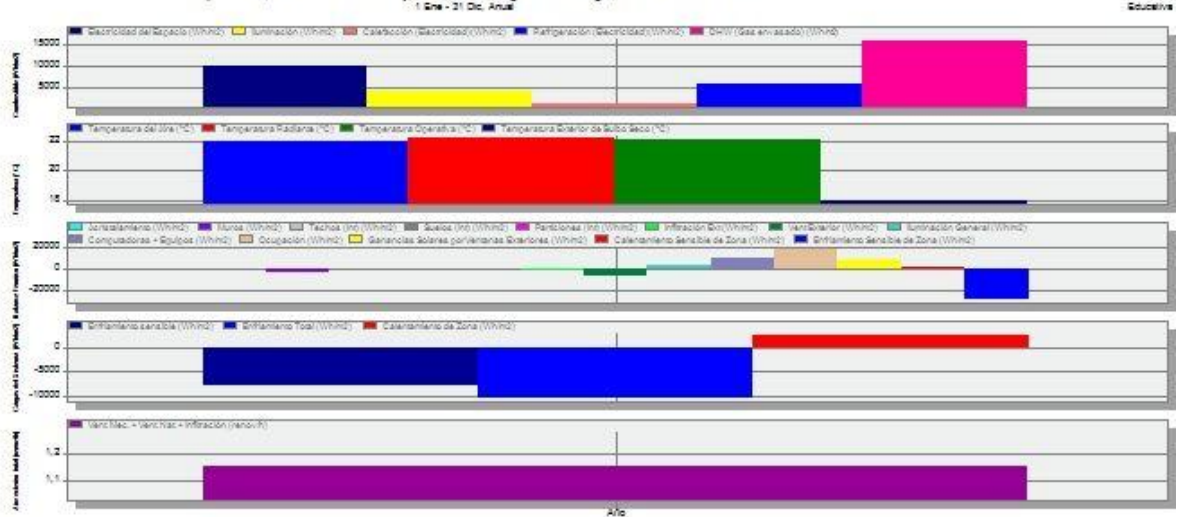 1 Ene - 31 Dic, Anual
Educativa
Electricidad del Espacio (Wh/m2) Iluminación (Wh/m2) Calefacción (Electricidad) (Wh/m2) Refrigeración (Electricidad) (Wh/m2) DHW (Gas envasado) (Wh/m2)
15000
10000
5000
Temperatura del Aire (°C) Temperatura Radiante (°C) Temperatura Operativa (°C) Temperatura Exterior de Bulbo Seco (°C)
22
20
18
Temperatura (°C)
Acristalamiento (Wh/m2) Muros (Wh/m2) Techos (Int) (Wh/m2) Suelos (Int) (Wh/m2) Particiones (Int) (Wh/m2) Infiltración Ext (Wh/m2) Vent Exterior (Wh/m2) Iluminación General (Wh/m2)
Computadoras + Equipos (Wh/m2) Ocupación (Wh/m2) Ganancias Solares por Ventanas Exteriores (Wh/m2) Calentamiento Sensible de Zona (Wh/m2) Enfriamiento Sensible de Zona (Wh/m2)
20000
0
-20000
Enfriamiento sensible (Wh/m2) Enfriamiento Total (Wh/m2) Calentamiento de Zona (Wh/m2)
0
-5000
-10000
Vent Mec. + Vent Nat + Infiltración (renov/h)
1,2
1,1
Año